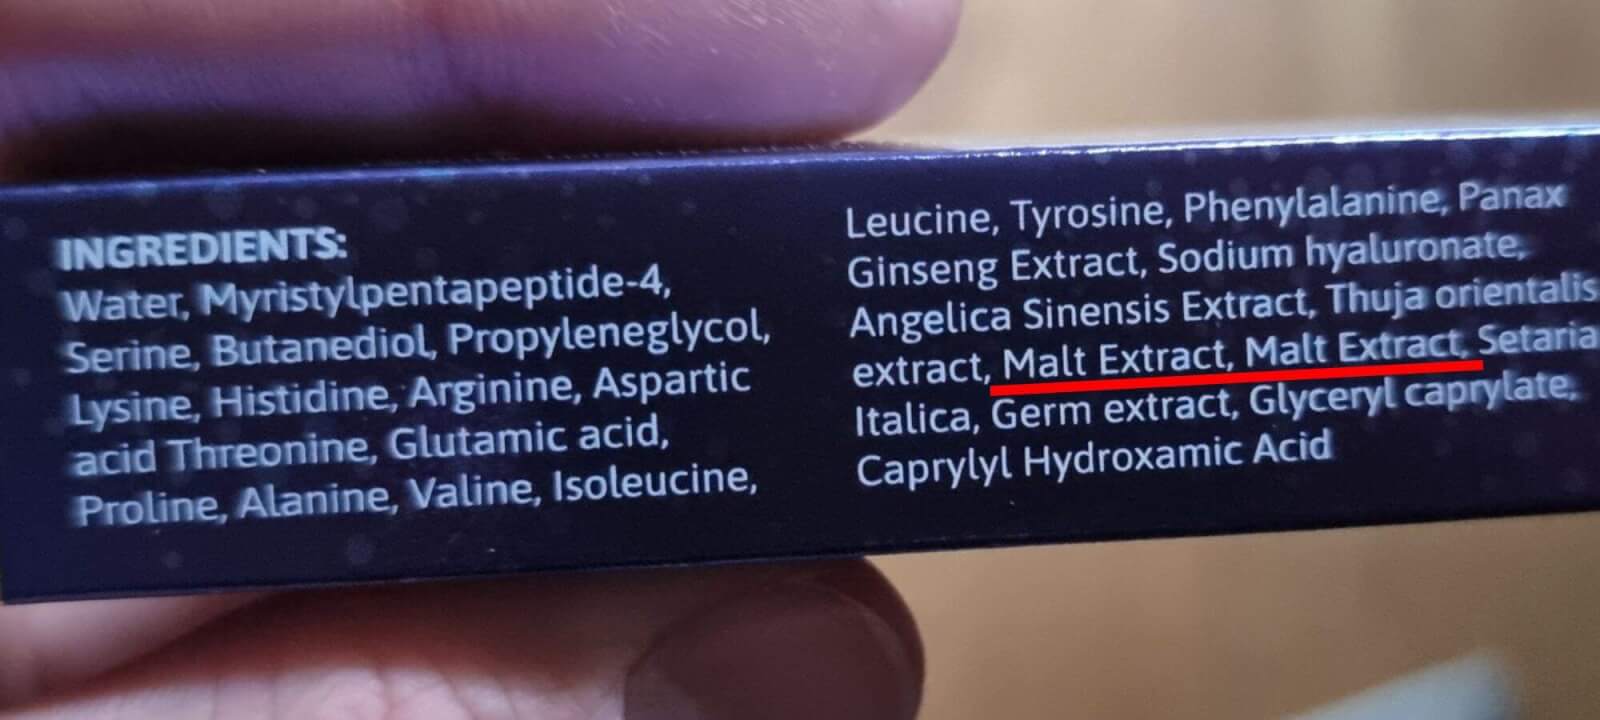 INGREDIENTS:
Water, Myristylpentapeptide-4,
Serine, Butanediol, Propyleneglycol,
Lysine, Histidine, Arginine, Aspartic
acid Threonine, Glutamic acid,
Proline, Alanine, Valine, Isoleucine,
Leucine, Tyrosine, Phenylalanine, Panax
Ginseng Extract, Sodium hyaluronate,
Angelica Sinensis Extract, Thuja orientalis
extract, Malt Extract, Malt Extract, Setaria
Italica, Germ extract, Glyceryl caprylate,
Caprylyl Hydroxamic Acid